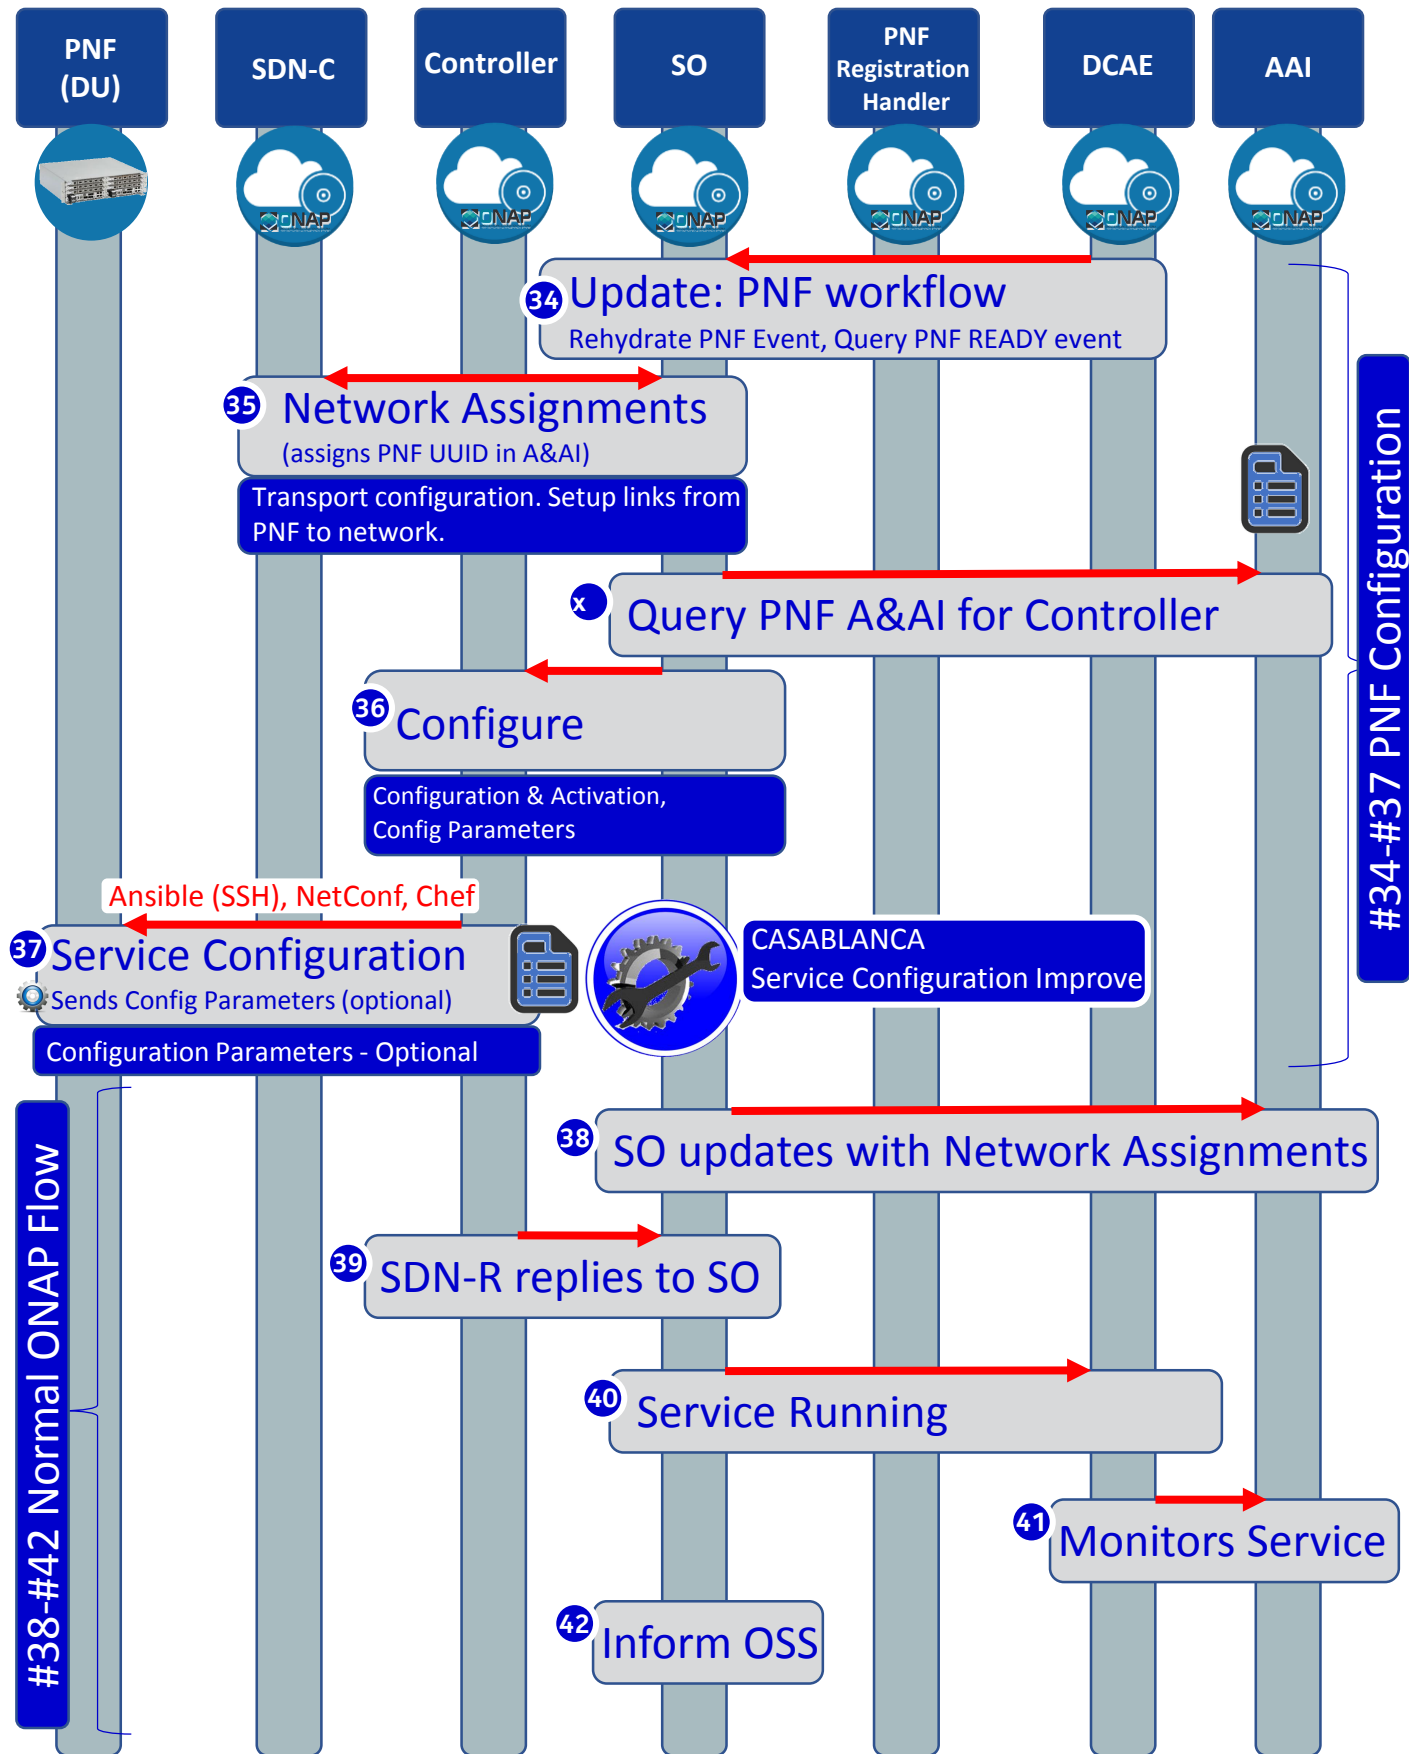 PNF
(DU)
SDN-C
Controller
SO
PNF
Registration
Handler
DCAE
AAI
ONAP
ONAP
ONAP
ONAP
ONAP
ONAP
34
Update: PNF workflow
Rehydrate PNF Event, Query PNF READY event
35
Network Assignments
(assigns PNF UUID in A&AI)
Transport configuration. Setup links from
PNF to network.
x
Query PNF A&AI for Controller
36
Configure
Configuration & Activation,
Config Parameters
#34-#37 PNF Configuration
Ansible (SSH), NetConf, Chef
37
Service Configuration
Sends Config Parameters (optional)
Configuration Parameters - Optional
CASABLANCA
Service Configuration Improve
38
SO updates with Network Assignments
39
SDN-R replies to SO
40
Service Running
41
Monitors Service
42
Inform OSS
#38-#42 Normal ONAP Flow